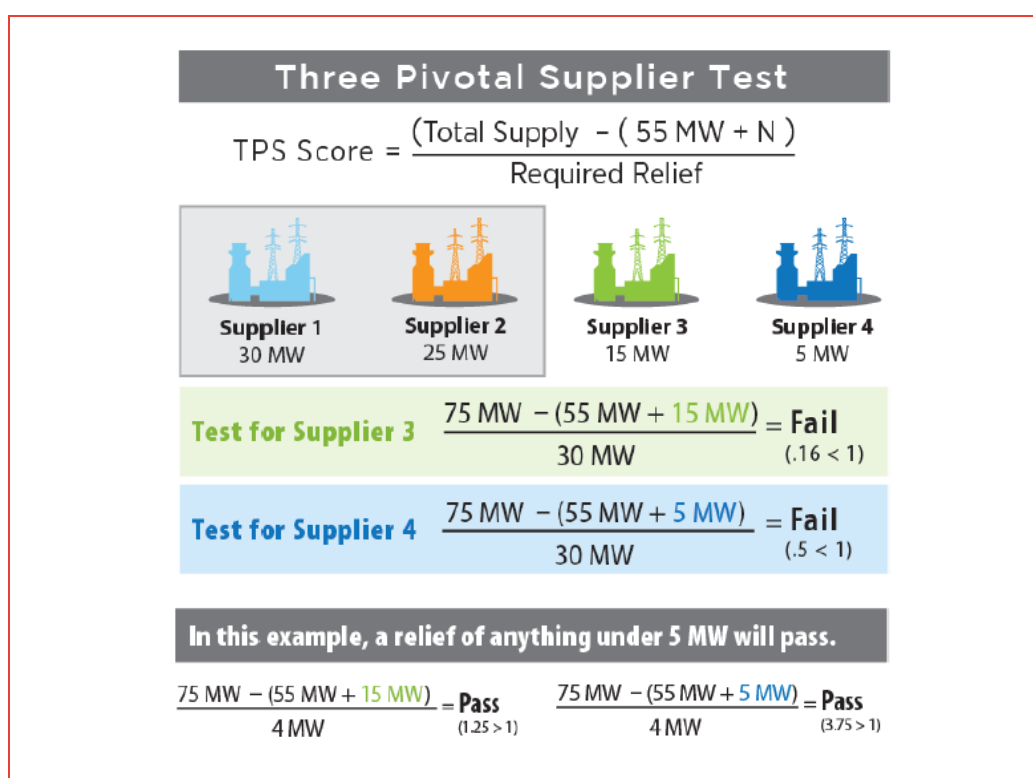 Three Pivotal Supplier Test
TPS Score = (Total Supply - ( 55 MW + N )
Required Relief
Supplier 1
30 MW
Supplier 2
25 MW
Supplier 3
15 MW
Supplier 4
5 MW
Test for Supplier 3
75 MW - (55 MW + 15 MW)
30 MW
= Fail
(.16 < 1)
Test for Supplier 4
75 MW - (55 MW + 5 MW)
30 MW
= Fail
(.5 < 1)
In this example, a relief of anything under 5 MW will pass.
75 MW - (55 MW + 15 MW)
4 MW
= Pass
(1.25 > 1)
75 MW - (55 MW + 5 MW)
4 MW
= Pass
(3.75 > 1)